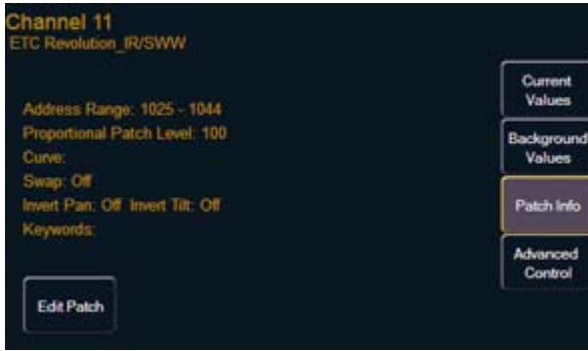 Channel 11
ETC Revolution_IR/SWW
Address Range: 1025 - 1044
Proportional Patch Level: 100
Curve:
Swap: Off
Invert Pan: Off Invert Tilt: Off
Keywords:
Edit Patch
Current
Values
Background
Values
Patch Info
Advanced
Control